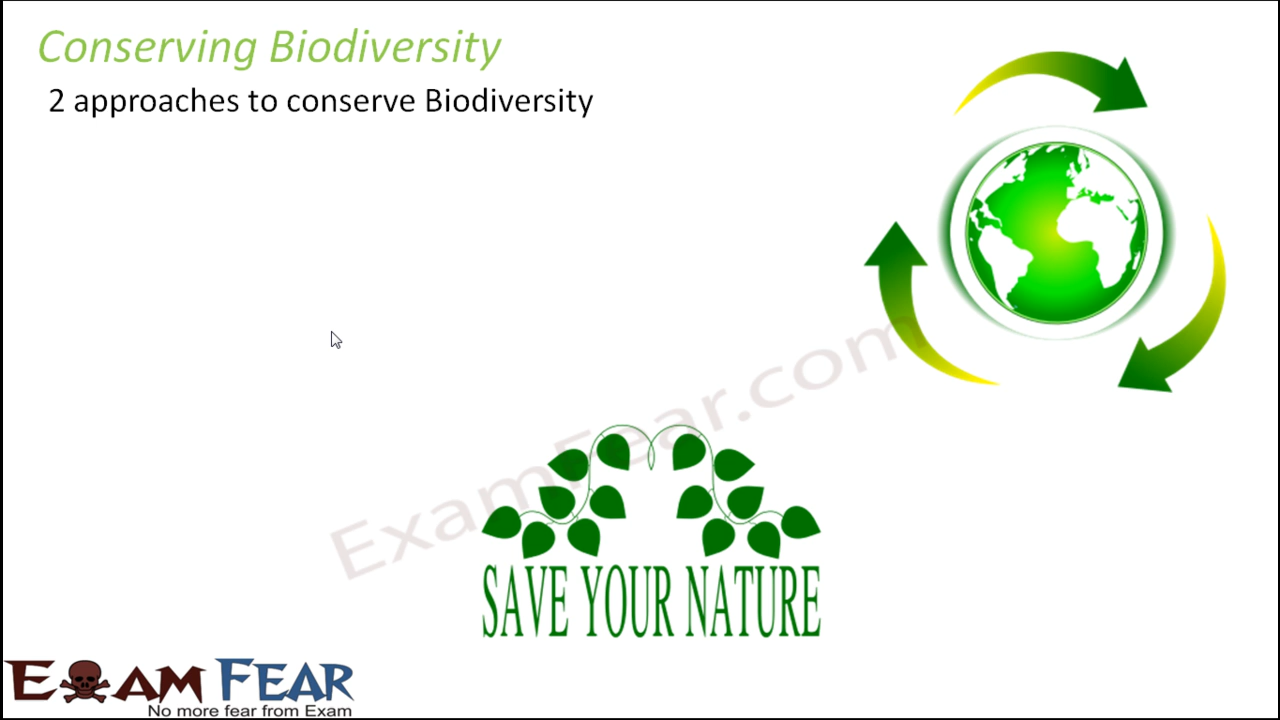 Conserving Biodiversity
2 approaches to conserve Biodiversity
ExamFear.com
SAVE YOUR NATURE
EXAM FEAR
No more fear from Exam